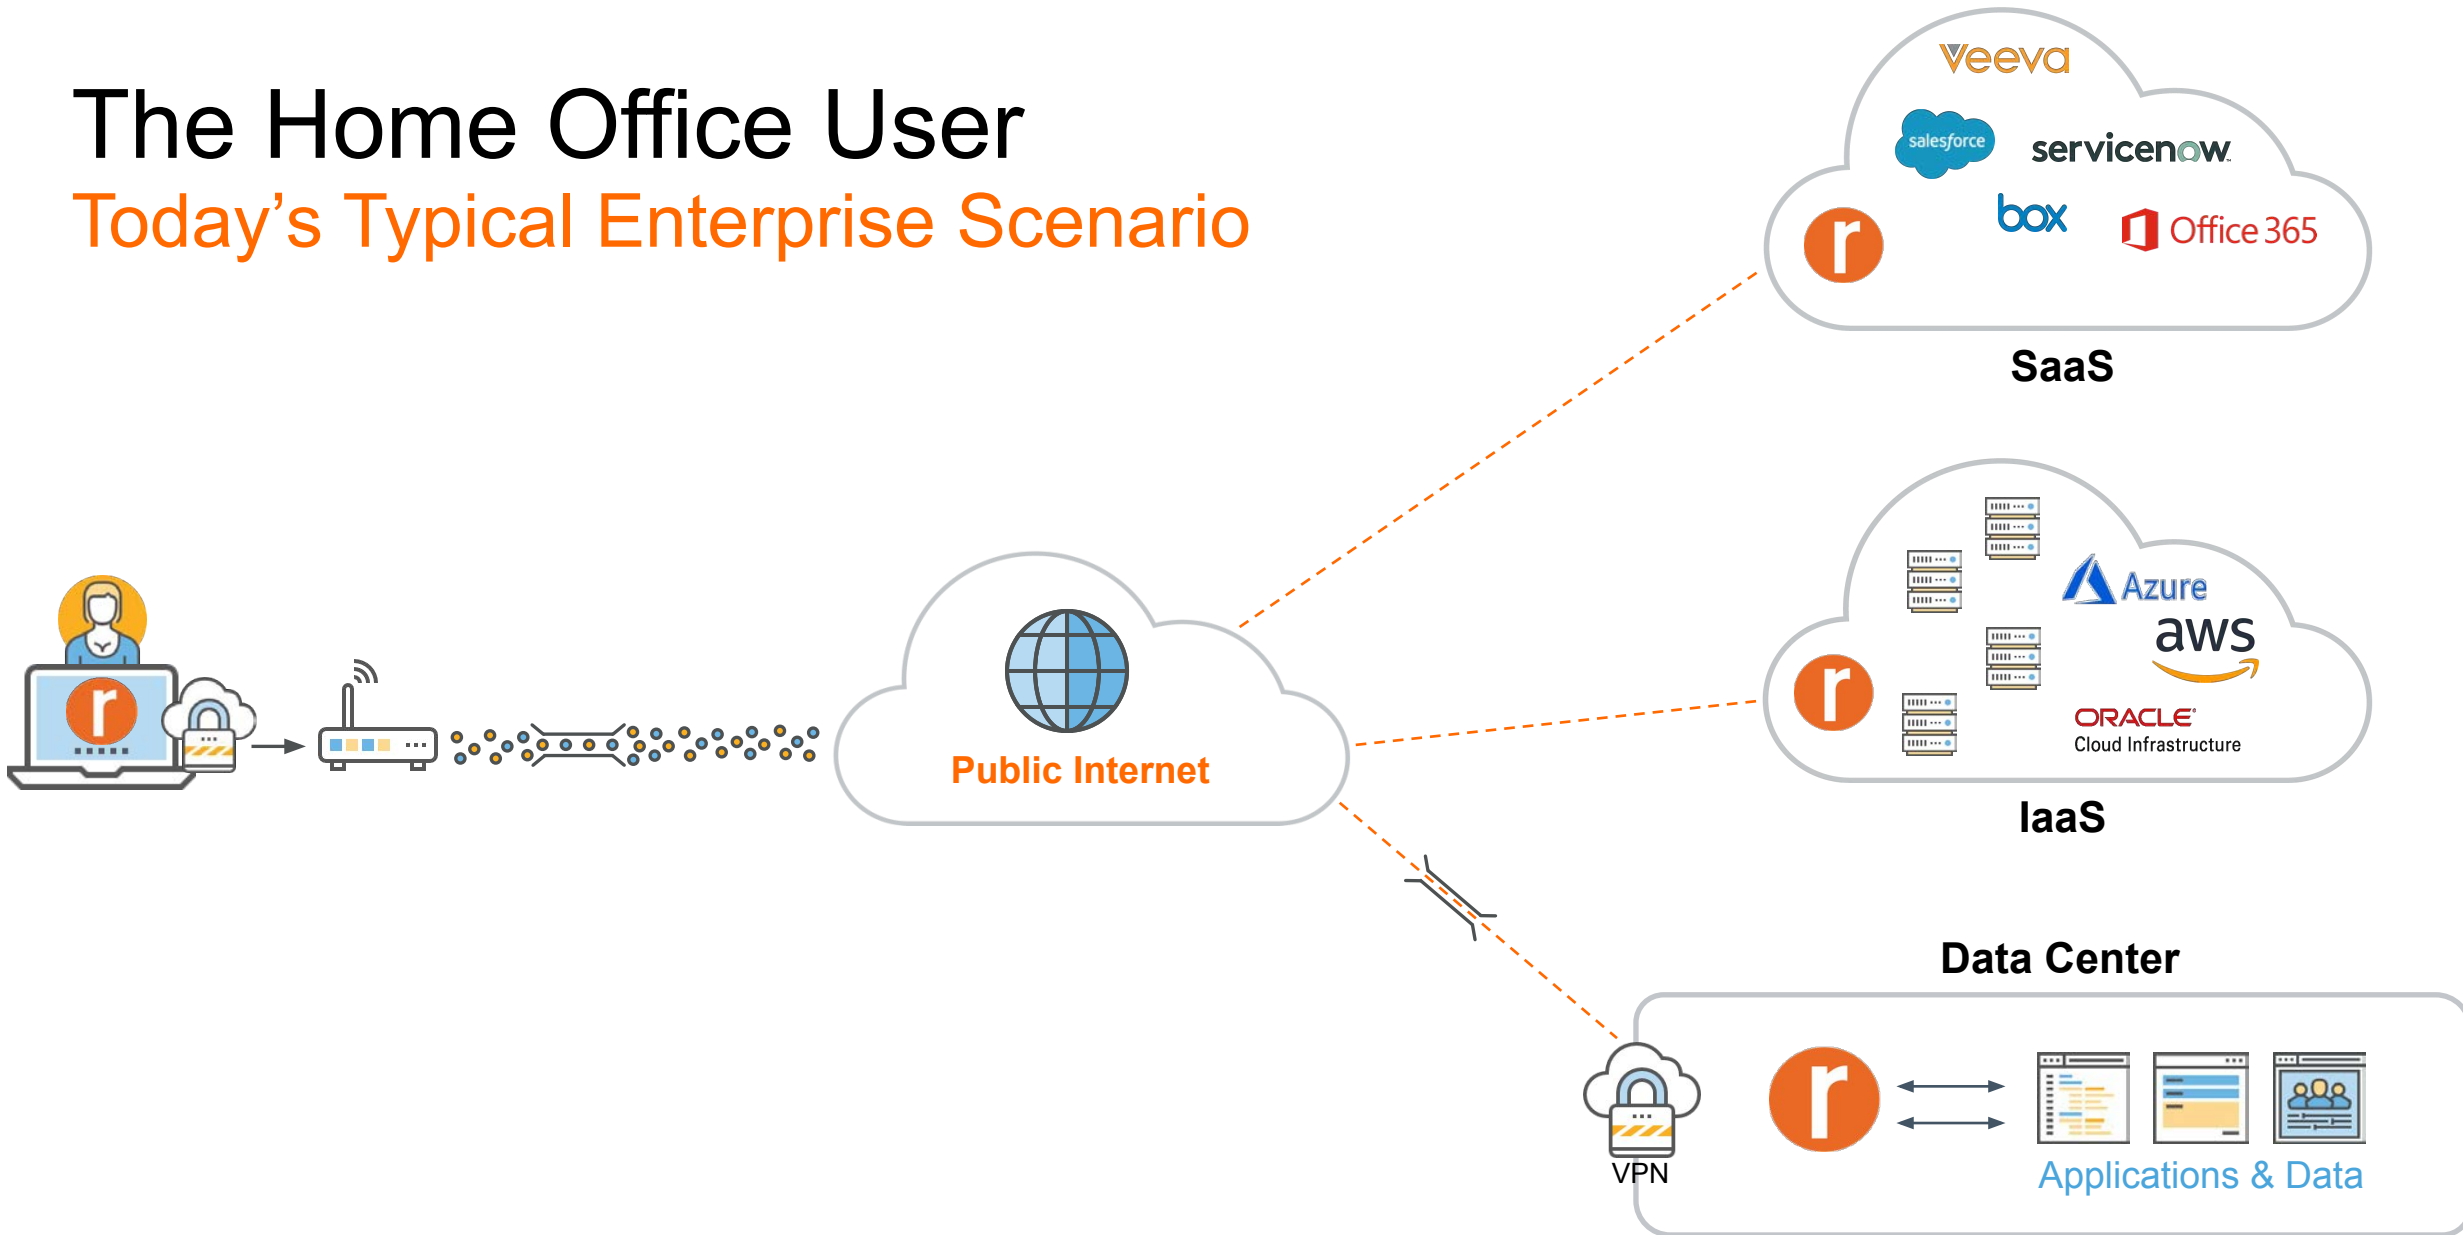 The Home Office User
Today's Typical Enterprise Scenario
Veeva
salesforce
servicenow
box
Office 365
r
SaaS
Azure
aws
r
ORACLE
Cloud Infrastructure
IaaS
r
Public Internet
Data Center
r
VPN
Applications & Data